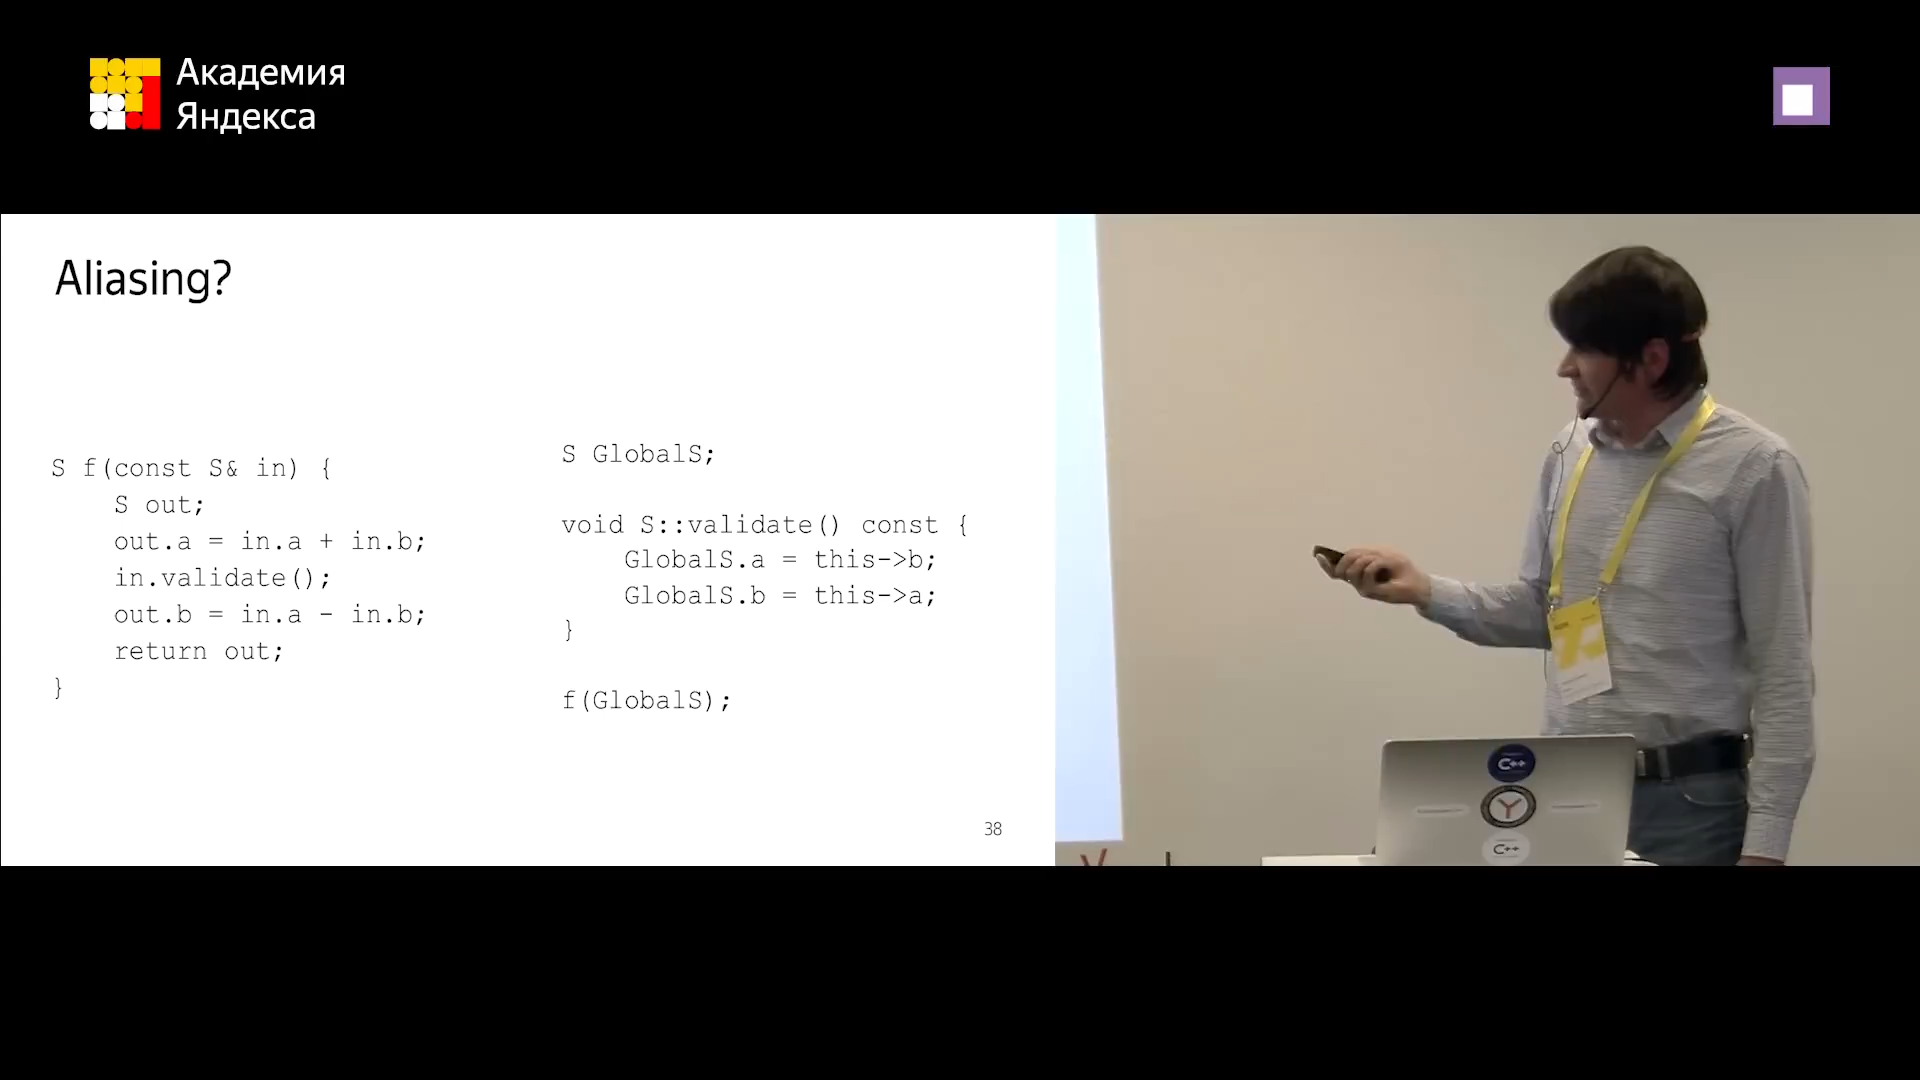 Академия
Яндекса
Aliasing?
S f(const S& in) {
    S out;
    out.a = in.a + in.b;
    in.validate();
    out.b = in.a - in.b;
    return out;
}
S GlobalS;
void S::validate() const {
    GlobalS.a = this->b;
    GlobalS.b = this->a;
}
f(GlobalS);
38
C++
Y
C++